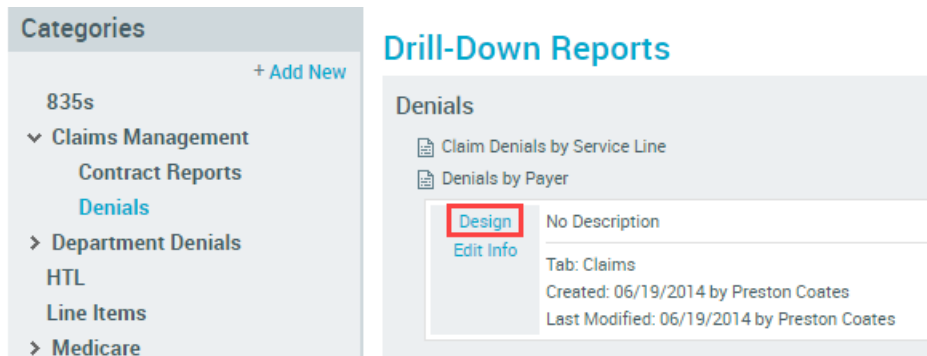 Categories
+ Add New
835s
Claims Management
Contract Reports
Denials
Department Denials
HTL
Line Items
Medicare
Drill-Down Reports
Denials
Claim Denials by Service Line
Denials by Payer
Design
Edit Info
No Description
Tab: Claims
Created: 06/19/2014 by Preston Coates
Last Modified: 06/19/2014 by Preston Coates